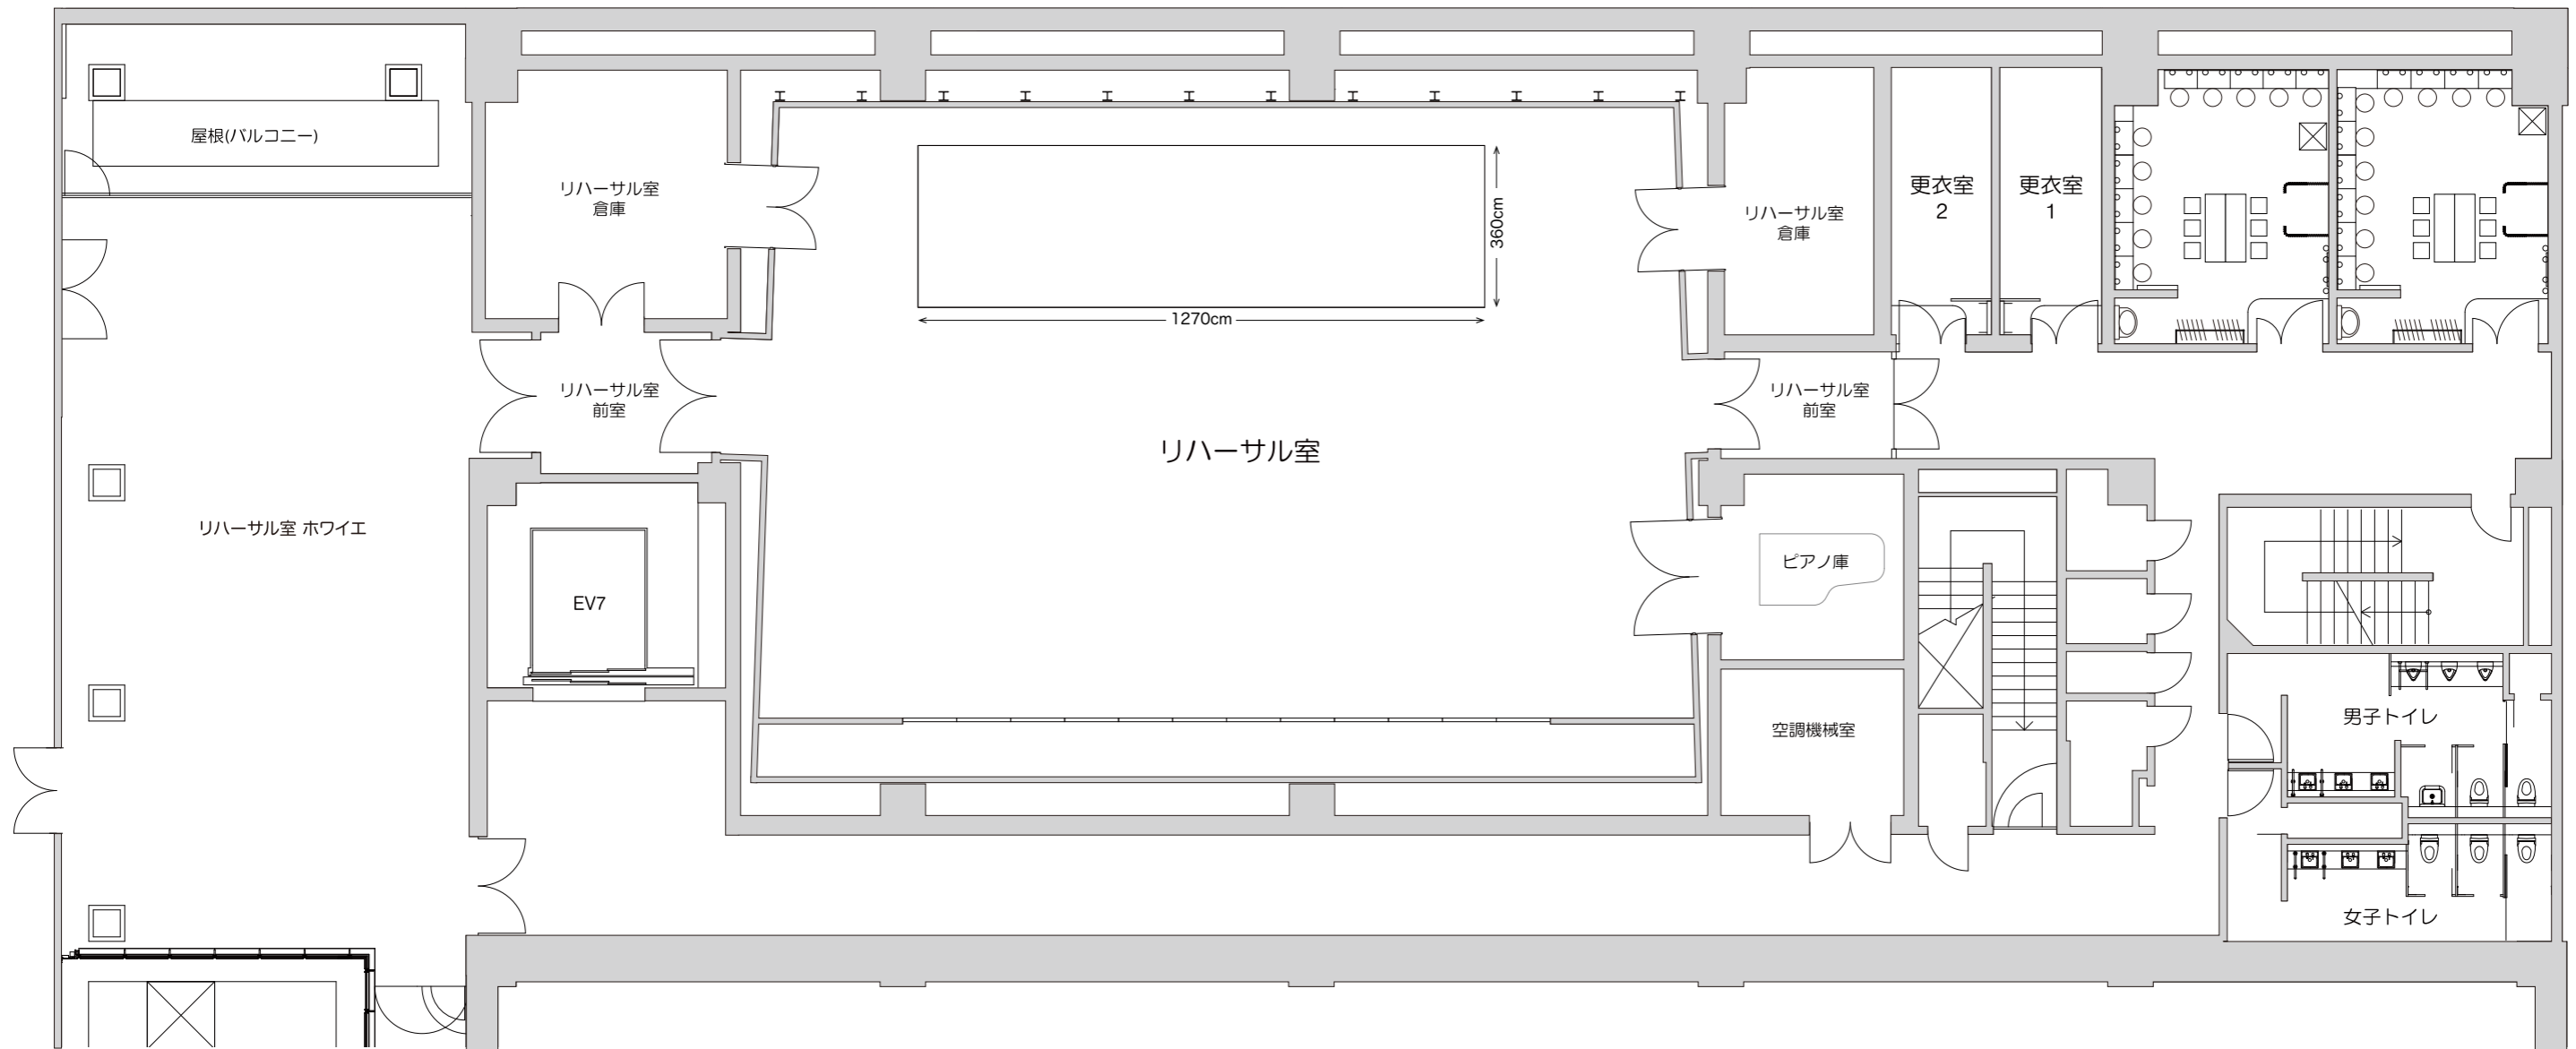 屋根(バルコニー)
リハーサル室
倉庫
360cm
1270cm
リハーサル室
倉庫
更衣室
2
更衣室
1
リハーサル室
前室
リハーサル室
前室
リハーサル室
リハーサル室 ホワイエ
EV7
ピアノ庫
空調機械室
男子トイレ
女子トイレ